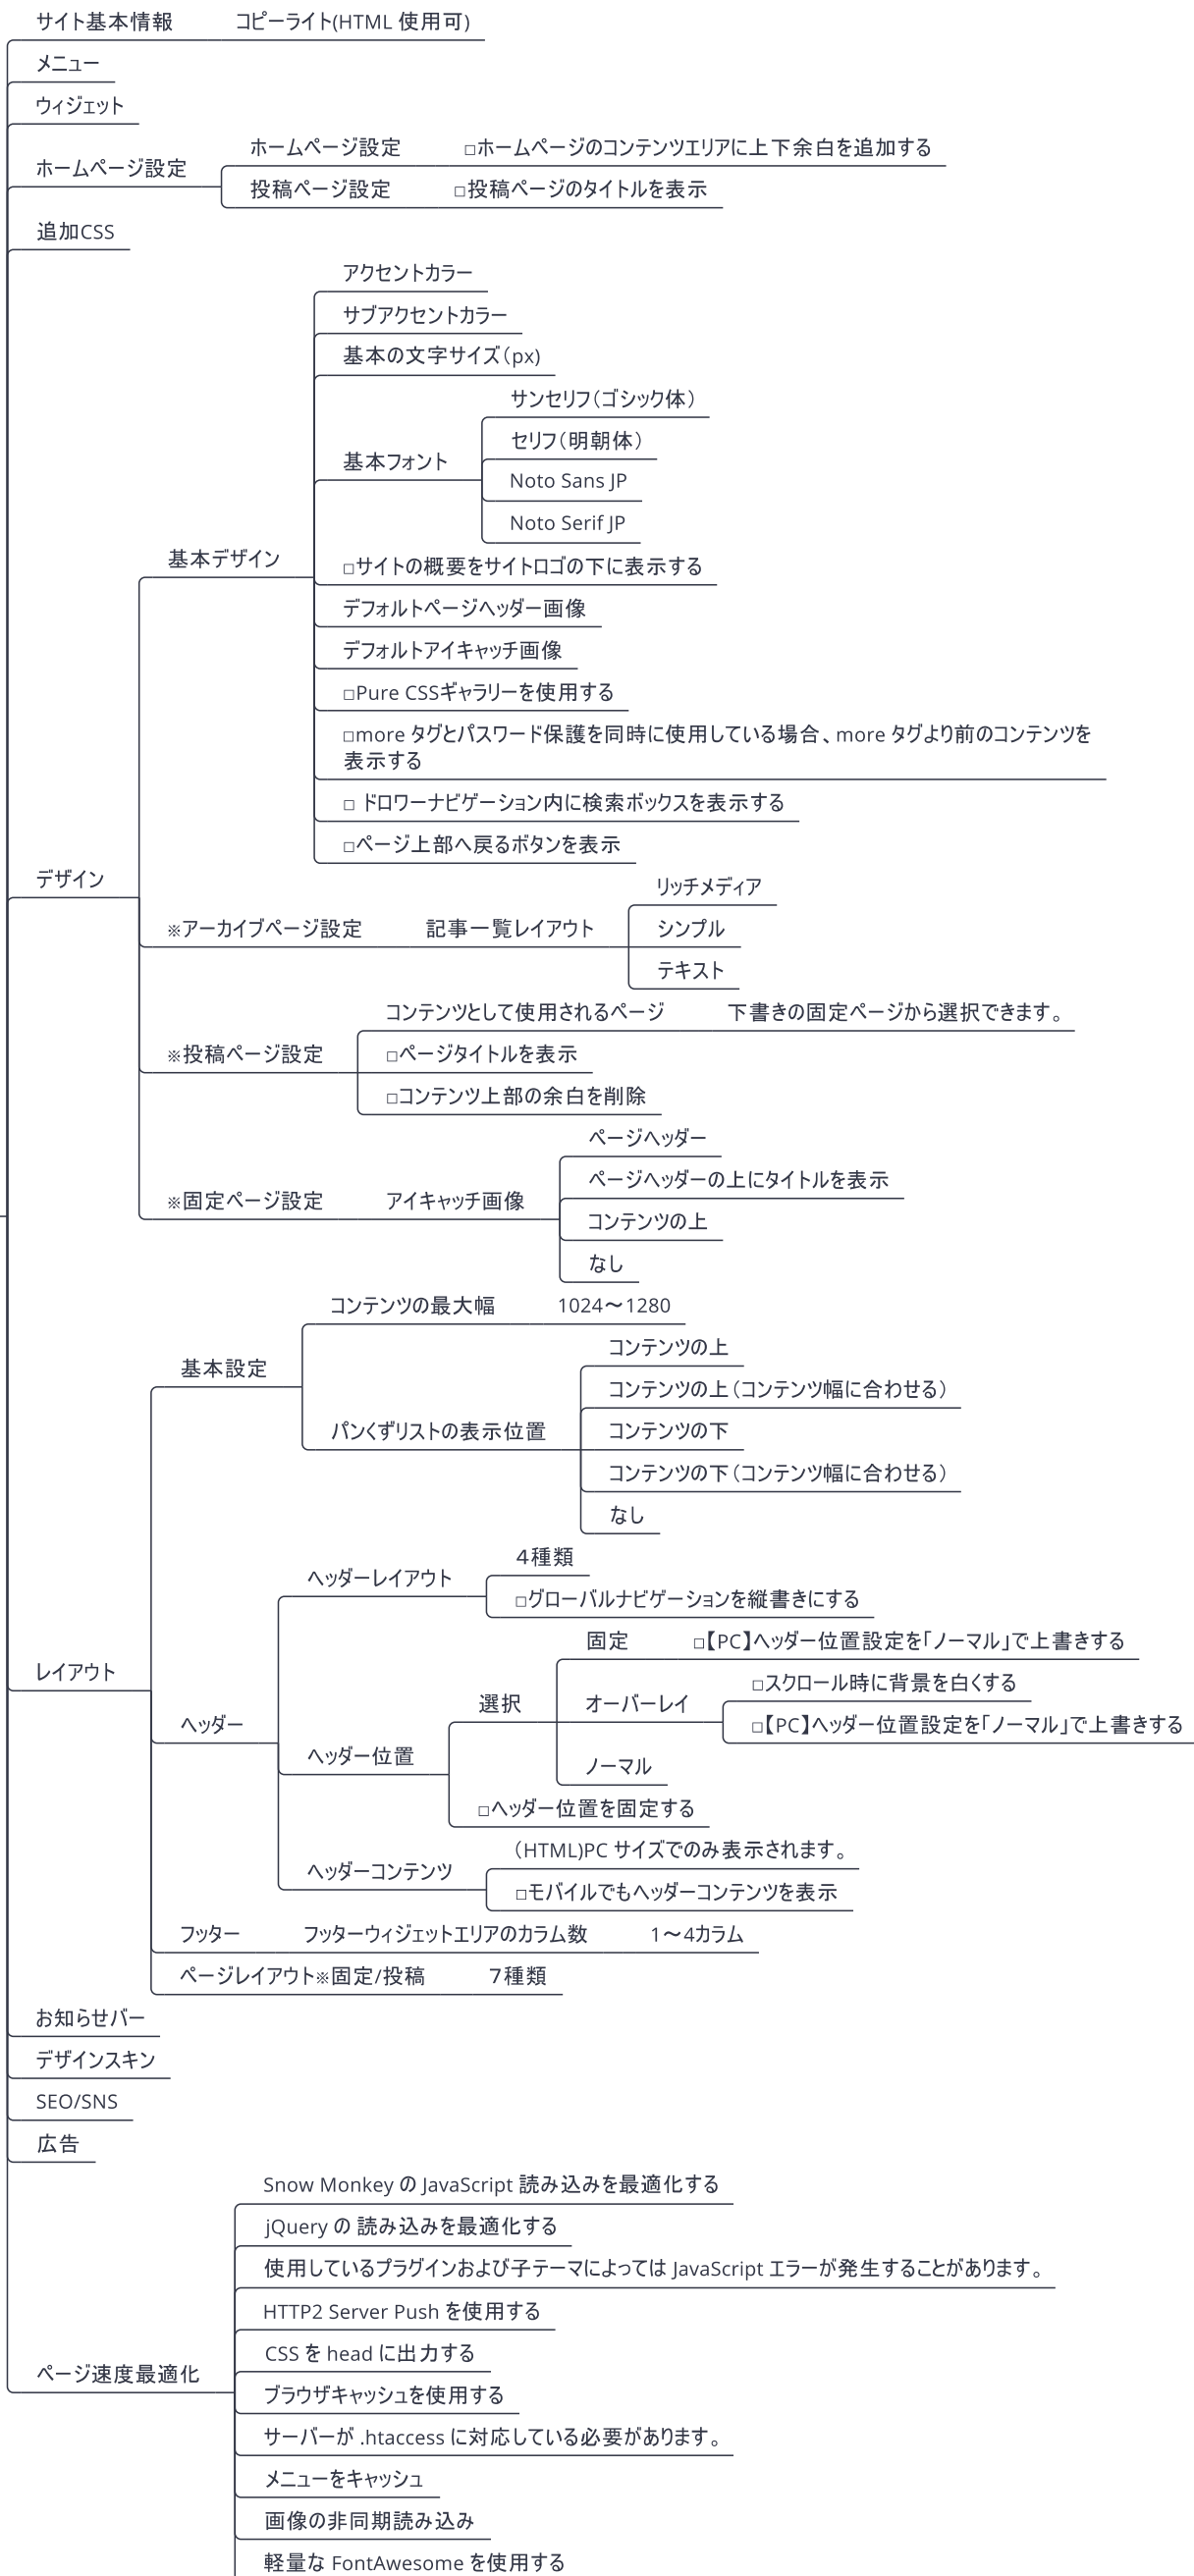 サイト基本情報 コピーライト(HTML 使用可)
メニュー
ウィジェット
ホームページ設定
ホームページ設定 □ホームページのコンテンツエリアに上下余白を追加する
投稿ページ設定 □投稿ページのタイトルを表示
追加CSS
デザイン
基本デザイン
アクセントカラー
サブアクセントカラー
基本の文字サイズ（px)
基本フォント
サンセリフ（ゴシック体）
セリフ（明朝体）
Noto Sans JP
Noto Serif JP
□サイトの概要をサイトロゴの下に表示する
デフォルトページヘッダー画像
デフォルトアイキャッチ画像
□Pure CSSギャラリーを使用する
□more タグとパスワード保護を同時に使用している場合、more タグより前のコンテンツを
表示する
□ ドロワーナビゲーション内に検索ボックスを表示する
□ページ上部へ戻るボタンを表示
※アーカイブページ設定 記事一覧レイアウト
リッチメディア
シンプル
テキスト
※投稿ページ設定
コンテンツとして使用されるページ 下書きの固定ページから選択できます。
□ページタイトルを表示
□コンテンツ上部の余白を削除
※固定ページ設定 アイキャッチ画像
ページヘッダー
ページヘッダーの上にタイトルを表示
コンテンツの上
なし
レイアウト
基本設定
コンテンツの最大幅 1024〜1280
パンくずリストの表示位置
コンテンツの上
コンテンツの上（コンテンツ幅に合わせる）
コンテンツの下
コンテンツの下（コンテンツ幅に合わせる）
なし
ヘッダー
ヘッダーレイアウト
４種類
□グローバルナビゲーションを縦書きにする
ヘッダー位置
選択
固定 □【PC】ヘッダー位置設定を「ノーマル」で上書きする
オーバーレイ
□スクロール時に背景を白くする
□【PC】ヘッダー位置設定を「ノーマル」で上書きする
ノーマル
□ヘッダー位置を固定する
ヘッダーコンテンツ
（HTML)PC サイズでのみ表示されます。
□モバイルでもヘッダーコンテンツを表示
フッター フッターウィジェットエリアのカラム数 1〜4カラム
ページレイアウト※固定/投稿 ７種類
お知らせバー
デザインスキン
SEO/SNS
広告
ページ速度最適化
Snow Monkey の JavaScript 読み込みを最適化する
jQuery の 読み込みを最適化する
使用しているプラグインおよび子テーマによっては JavaScript エラーが発生することがあります。
HTTP2 Server Push を使用する
CSS を head に出力する
ブラウザキャッシュを使用する
サーバーが .htaccess に対応している必要があります。
メニューをキャッシュ
画像の非同期読み込み
軽量な FontAwesome を使用する